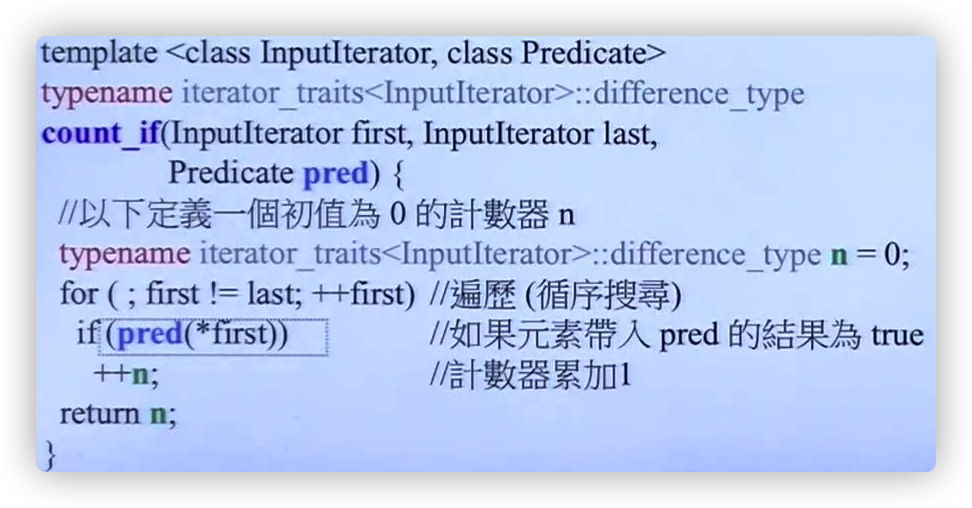 template <class InputIterator, class Predicate>
typename iterator_traits<InputIterator>::difference_type
count_if(InputIterator first, InputIterator last,
Predicate pred) {
//以下定義一個初值為 0 的計數器 n
typename iterator_traits<InputIterator>::difference_type n = 0;
for ( ; first != last; ++first) //遍歷 (循序搜尋)
if (pred(*first)) //如果元素帶入 pred 的結果為 true
++n; //計數器累加1
return n;
}